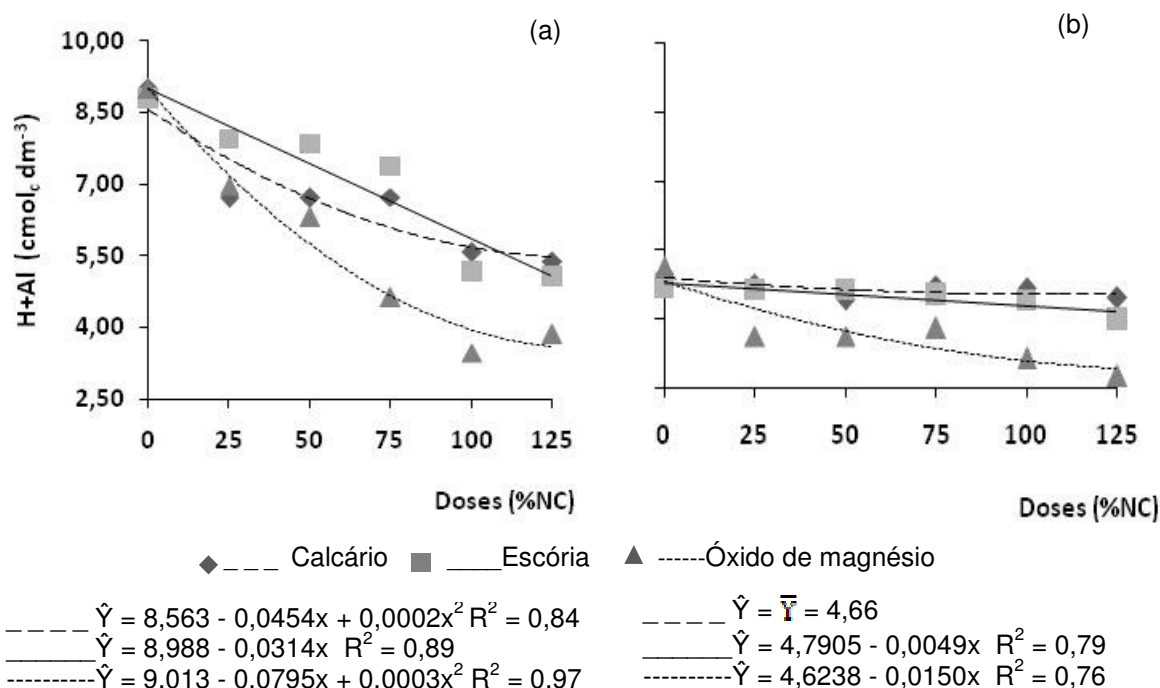 (a)
H+Al (cmol_c dm⁻³)
10,00
8,50
7,00
5,50
4,00
2,50
0 25 50 75 100 125
Doses (%NC)
(b)
0 25 50 75 100 125
Doses (%NC)
_ _ _ Calcário ____Escória ------Óxido de magnésio
_ _ _ _ Ŷ = 8,563 - 0,0454x + 0,0002x² R² = 0,84
______Ŷ = 8,988 - 0,0314x R² = 0,89
----------Ŷ = 9,013 - 0,0795x + 0,0003x² R² = 0,97
_ _ _ _ Ŷ = Y̅ = 4,66
______Ŷ = 4,7905 - 0,0049x R² = 0,79
----------Ŷ = 4,6238 - 0,0150x R² = 0,76